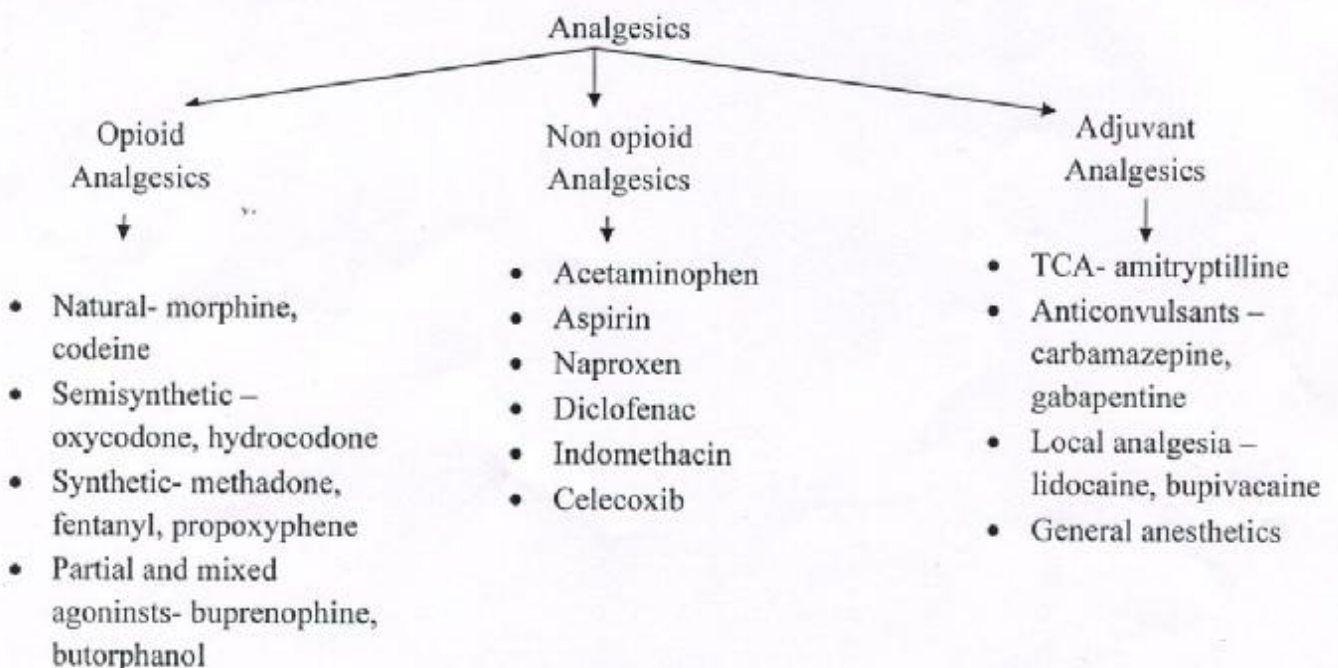 Analgesics
Opioid
Analgesics
Non opioid
Analgesics
Adjuvant
Analgesics
• Natural- morphine,
codeine
• Semisynthetic –
oxycodone, hydrocodone
• Synthetic- methadone,
fentanyl, propoxyphene
• Partial and mixed
agoninsts- buprenophine,
butorphanol
• Acetaminophen
• Aspirin
• Naproxen
• Diclofenac
• Indomethacin
• Celecoxib
• TCA- amitryptilline
• Anticonvulsants –
carbamazepine,
gabapentine
• Local analgesia –
lidocaine, bupivacaine
• General anesthetics